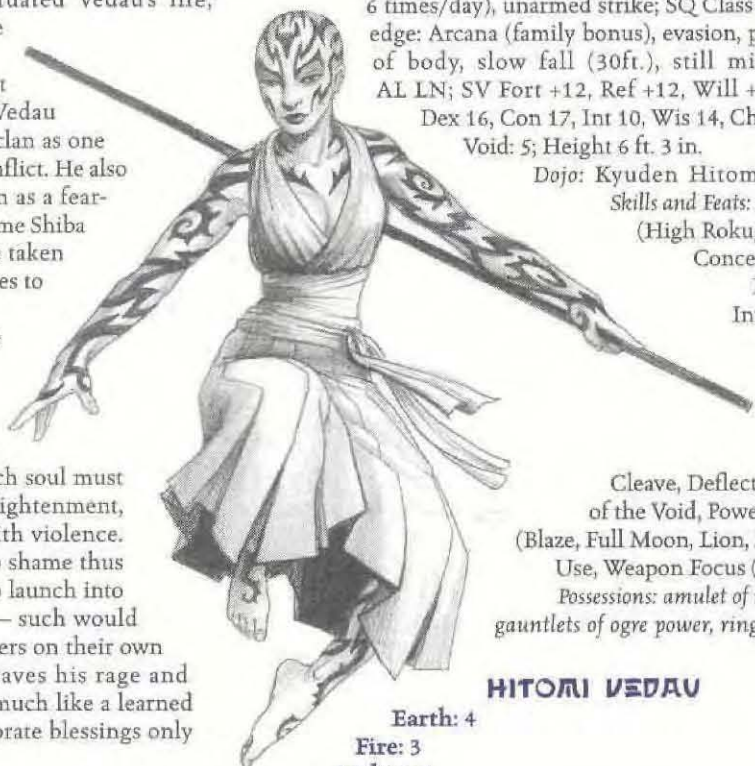 Vedau's life,
Vedau
clan as one
nflict. He also
n as a fear-
me Shiba
taken
es to
ch soul must
lightenment,
ith violence.
shame thus
launch into
– such would
ers on their own
aves his rage and
much like a learned
orate blessings only
6 times/day), unarmed strike; SQ Class
edge: Arcana (family bonus), evasion, p
of body, slow fall (30ft.), still mi
AL LN; SV Fort +12, Ref +12, Will +
Dex 16, Con 17, Int 10, Wis 14, Ch
Void: 5; Height 6 ft. 3 in.
Dojo: Kyuden Hitom
Skills and Feats:
(High Roku
Conce
In
Cleave, Deflect
of the Void, Powe
(Blaze, Full Moon, Lion,
Use, Weapon Focus (
Possessions: amulet of
gauntlets of ogre power, ring
HITOMI VEDAU
Earth: 4
Fire: 3